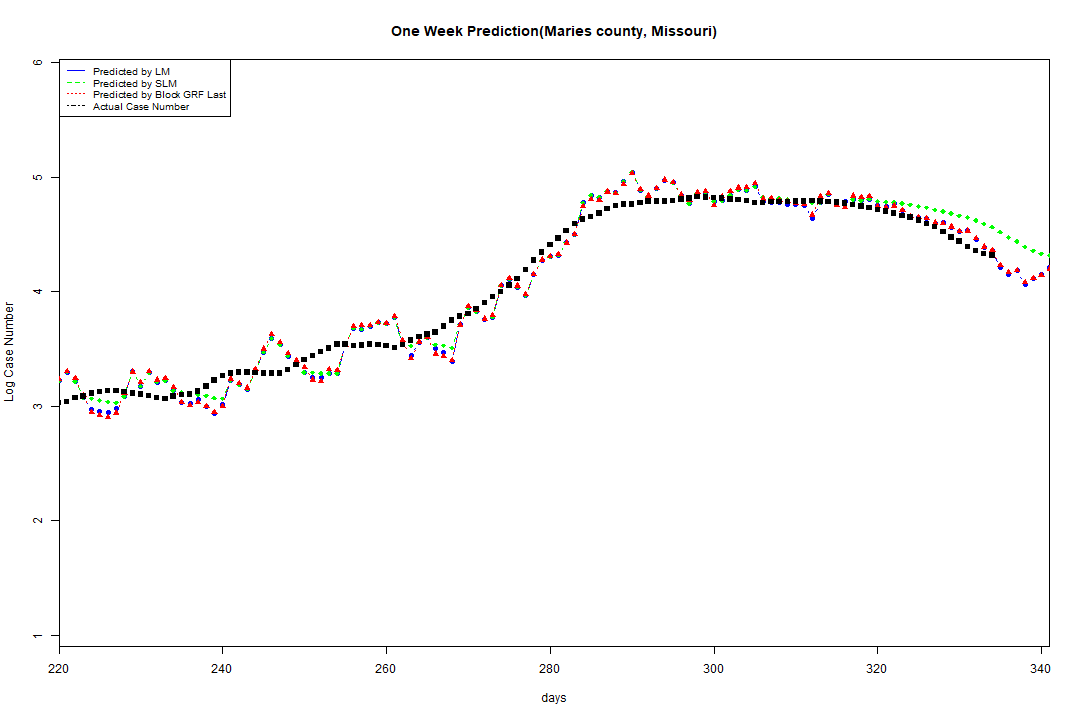 One Week Prediction(Maries county, Missouri)
Predicted by LM
Predicted by SLM
Predicted by Block GRF Last
Actual Case Number
Log Case Number
6
5
4
3
2
1
220 240 260 280 300 320 340
days